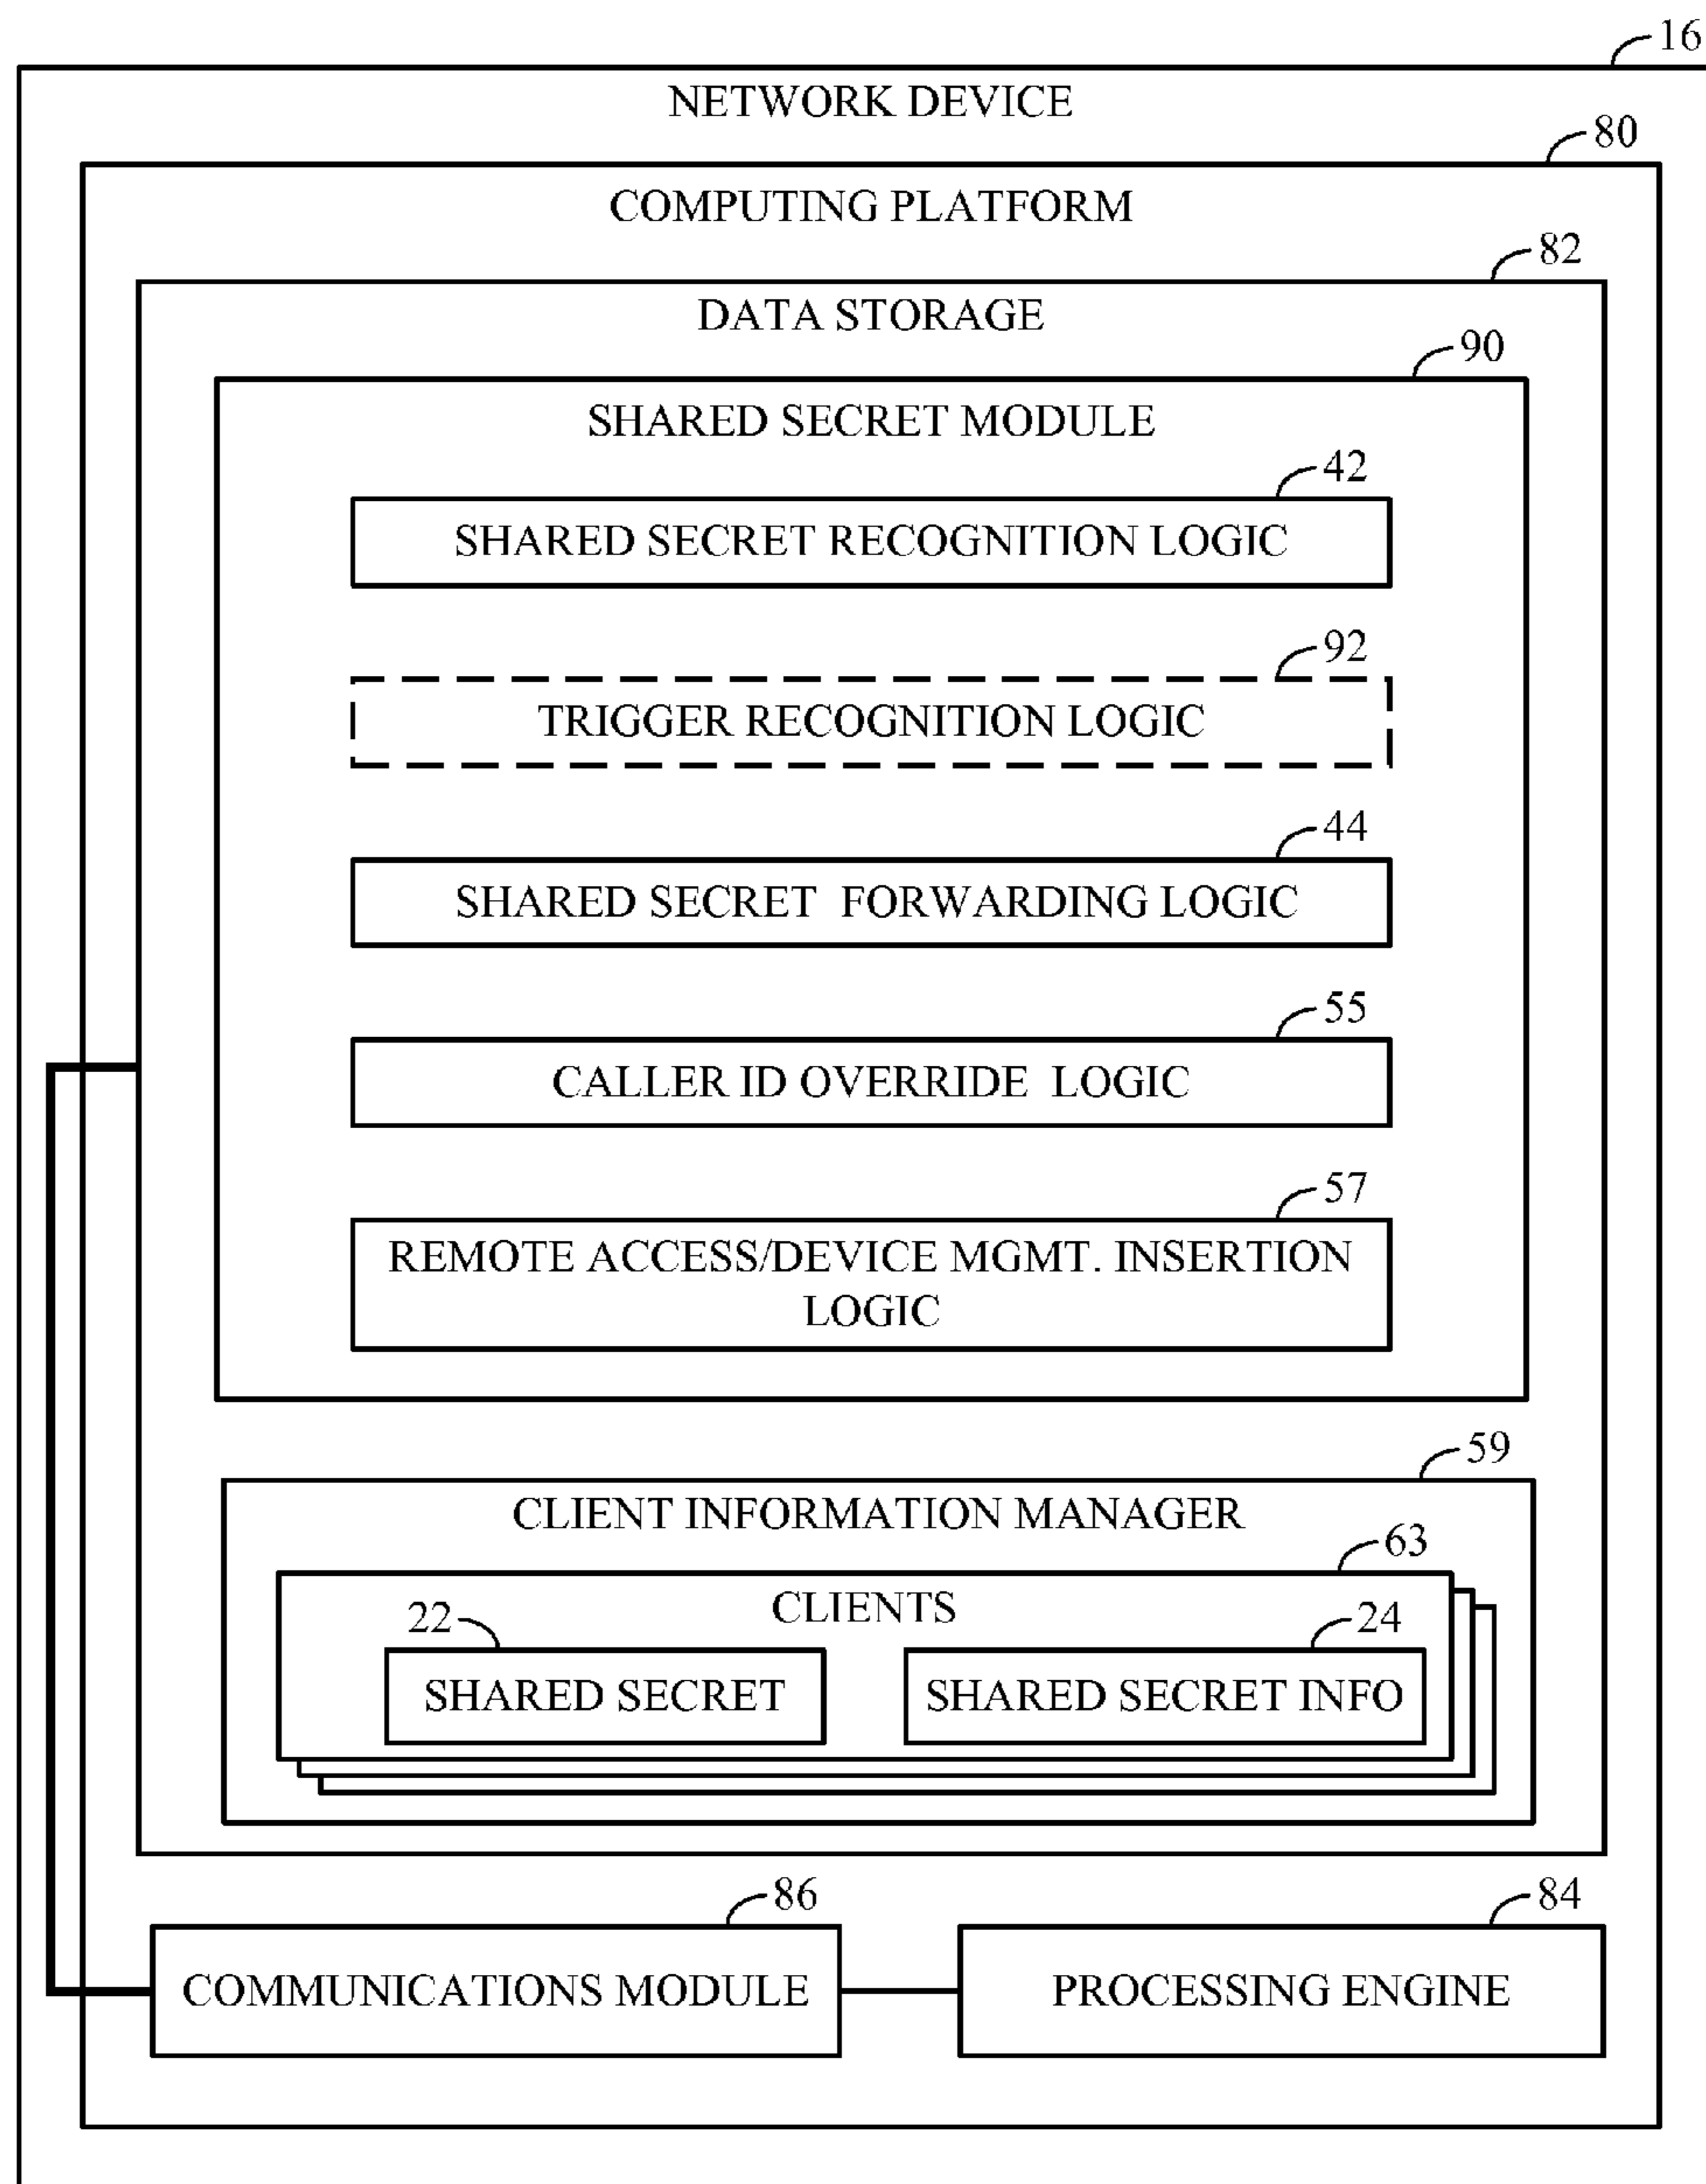 16
NETWORK DEVICE
80
COMPUTING PLATFORM
82
DATA STORAGE
90
SHARED SECRET MODULE
42
SHARED SECRET RECOGNITION LOGIC
92
TRIGGER RECOGNITION LOGIC
44
SHARED SECRET FORWARDING LOGIC
55
CALLER ID OVERRIDE LOGIC
57
REMOTE ACCESS/DEVICE MGMT. INSERTION
LOGIC
59
CLIENT INFORMATION MANAGER
63
CLIENTS
22
24
SHARED SECRET
SHARED SECRET INFO
86
84
COMMUNICATIONS MODULE
PROCESSING ENGINE